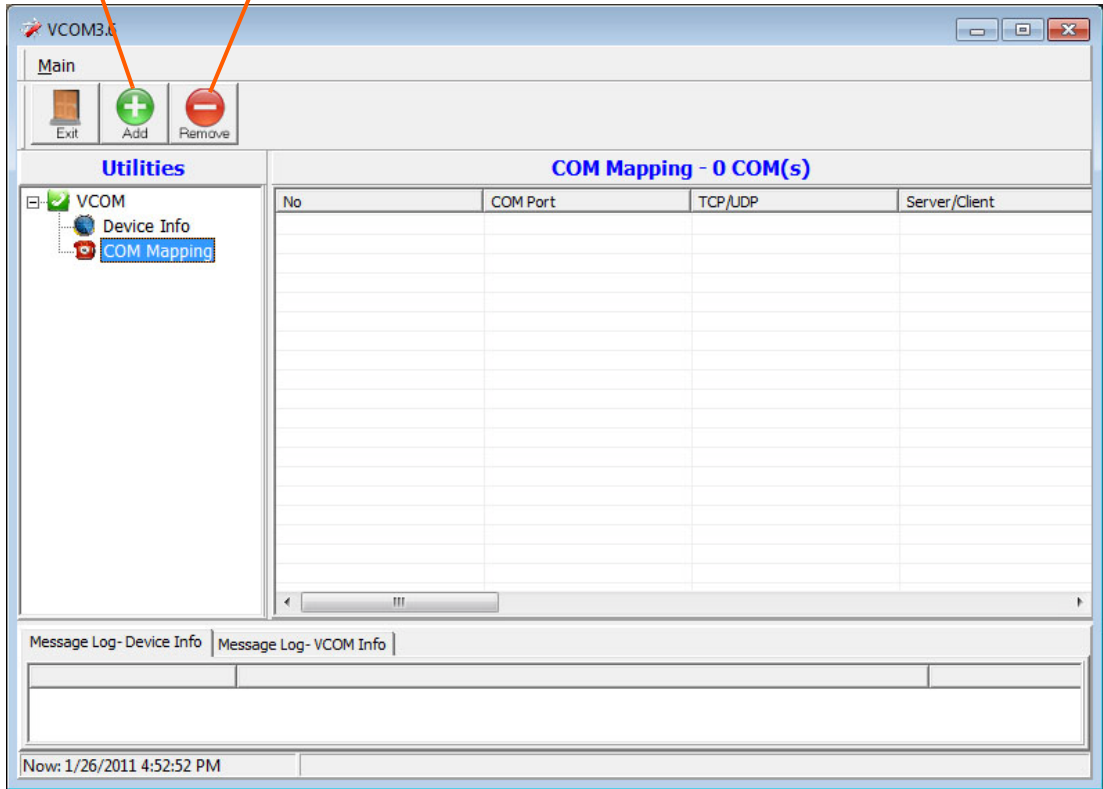 VCOM3.6
Main
Exit Add Remove
Utilities
COM Mapping - 0 COM(s)
VCOM
Device Info
COM Mapping
No COM Port TCP/UDP Server/Client
Message Log- Device Info Message Log- VCOM Info
Now: 1/26/2011 4:52:52 PM